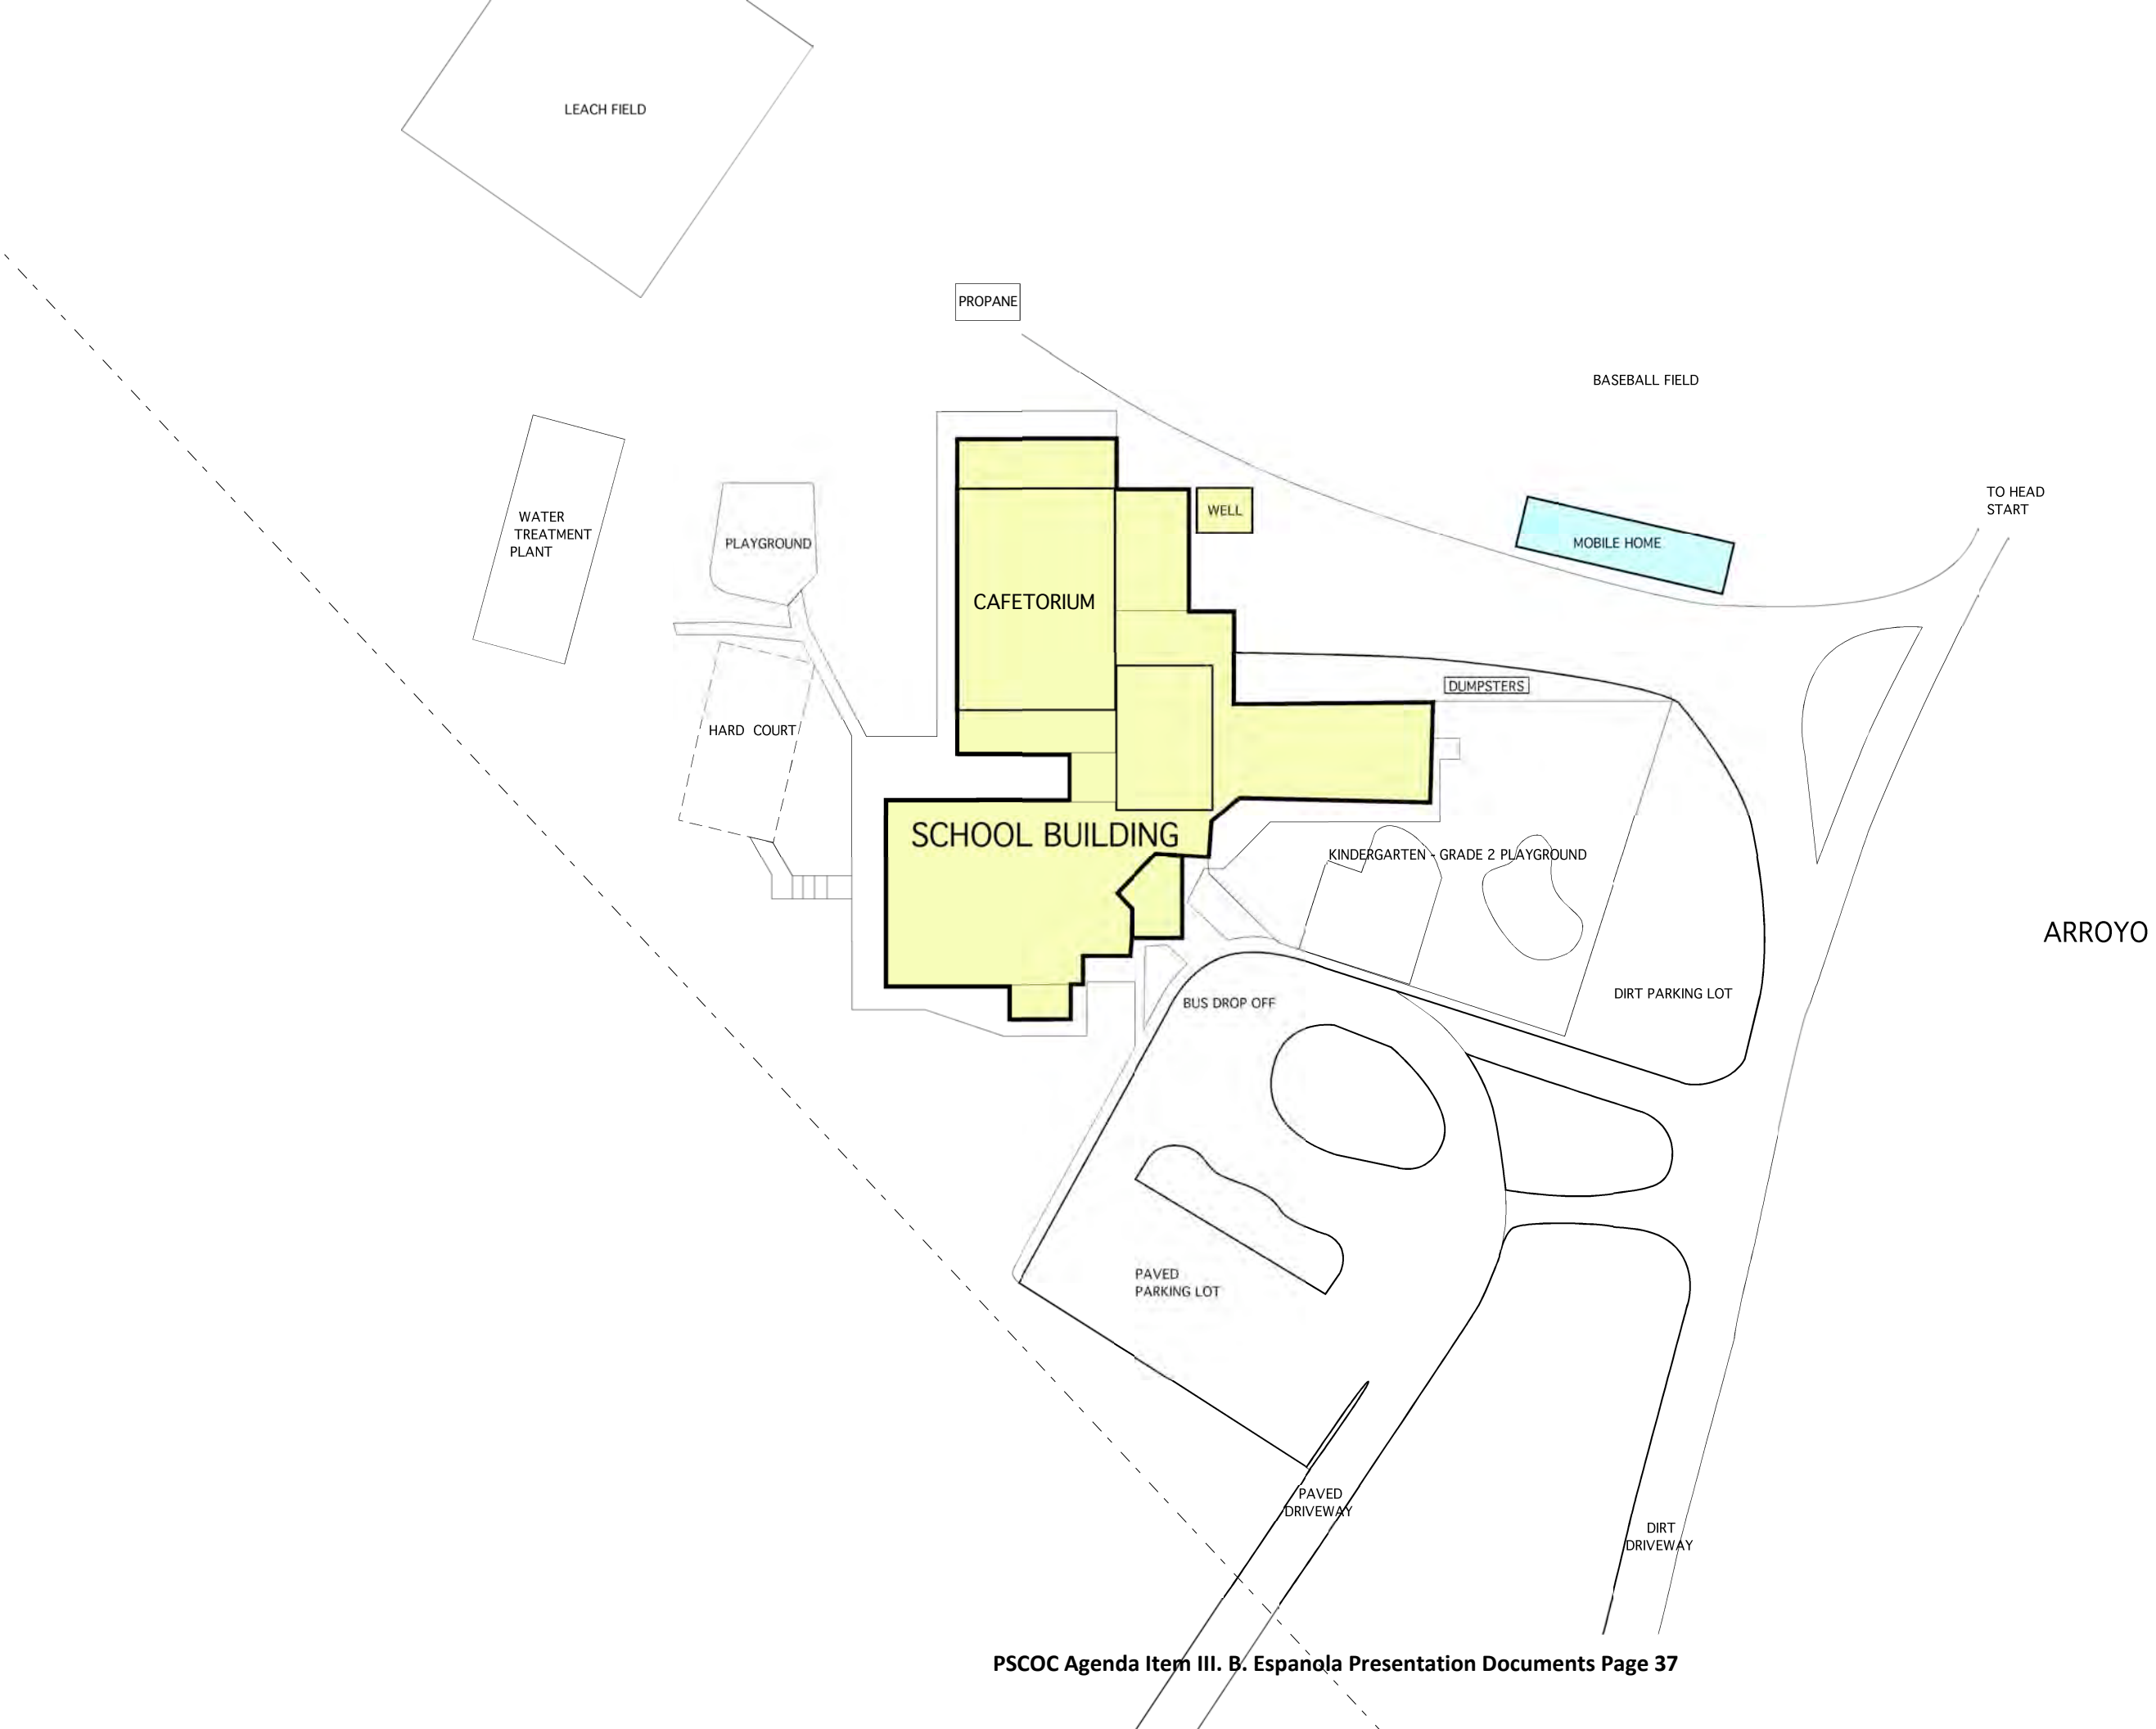 LEACH FIELD
PROPANE
BASEBALL FIELD
TO HEAD
START
WELL
WATER
TREATMENT
PLANT
PLAYGROUND
MOBILE HOME
CAFETORIUM
DUMPSTERS
HARD COURT
SCHOOL BUILDING
KINDERGARTEN - GRADE 2 PLAYGROUND
ARROYO
DIRT PARKING LOT
BUS DROP OFF
PAVED
PARKING LOT
PAVED
DRIVEWAY
DIRT
DRIVEWAY
PSCOC Agenda Item III. B. Espanola Presentation Documents Page 37